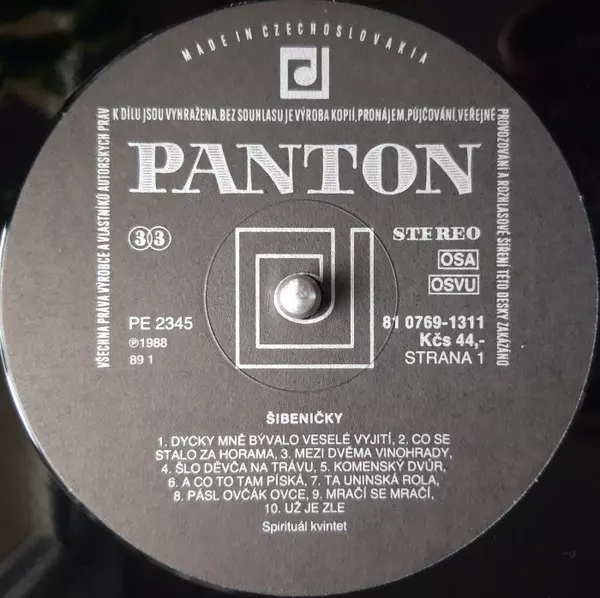 MADE IN CZECHOSLOVAKIA
VŠECHNA PRÁVA VÝROBCE A VLASTNÍKŮ AUTORSKÝCH PRÁV
K DÍLU JSOU VYHRAŽENA. BEZ SOUHLASU JE VÝROBA KOPIÍ, PRONÁJEM, PŮJČOVÁNÍ, VEŘEJNÉ
PROVOZOVÁNÍ A ROZHLASOVÉ ŠÍŘENÍ TÉTO DESKY ZAKÁZÁNO
PANTON
33
STEREO
OSA
OSVU
PE 2345
81 0769-1311
Ⓟ1988
Kčs 44,-
89 1
STRANA 1
ŠIBENIČKY
1. DYCKY MNĚ BÝVALO VESELÉ VYJITÍ, 2. CO SE
STALO ZA HORAMA, 3. MEZI DVĚMA VINOHRADY,
4. ŠLO DĚVČA NA TRÁVU, 5. KOMENSKÝ DVŮR,
6. A CO TO TAM PÍSKÁ, 7. TA UNINSKÁ ROLA,
8. PÁSL OVČÁK OVCE, 9. MRAČÍ SE MRAČÍ,
10. UŽ JE ZLE
Spirituál kvintet